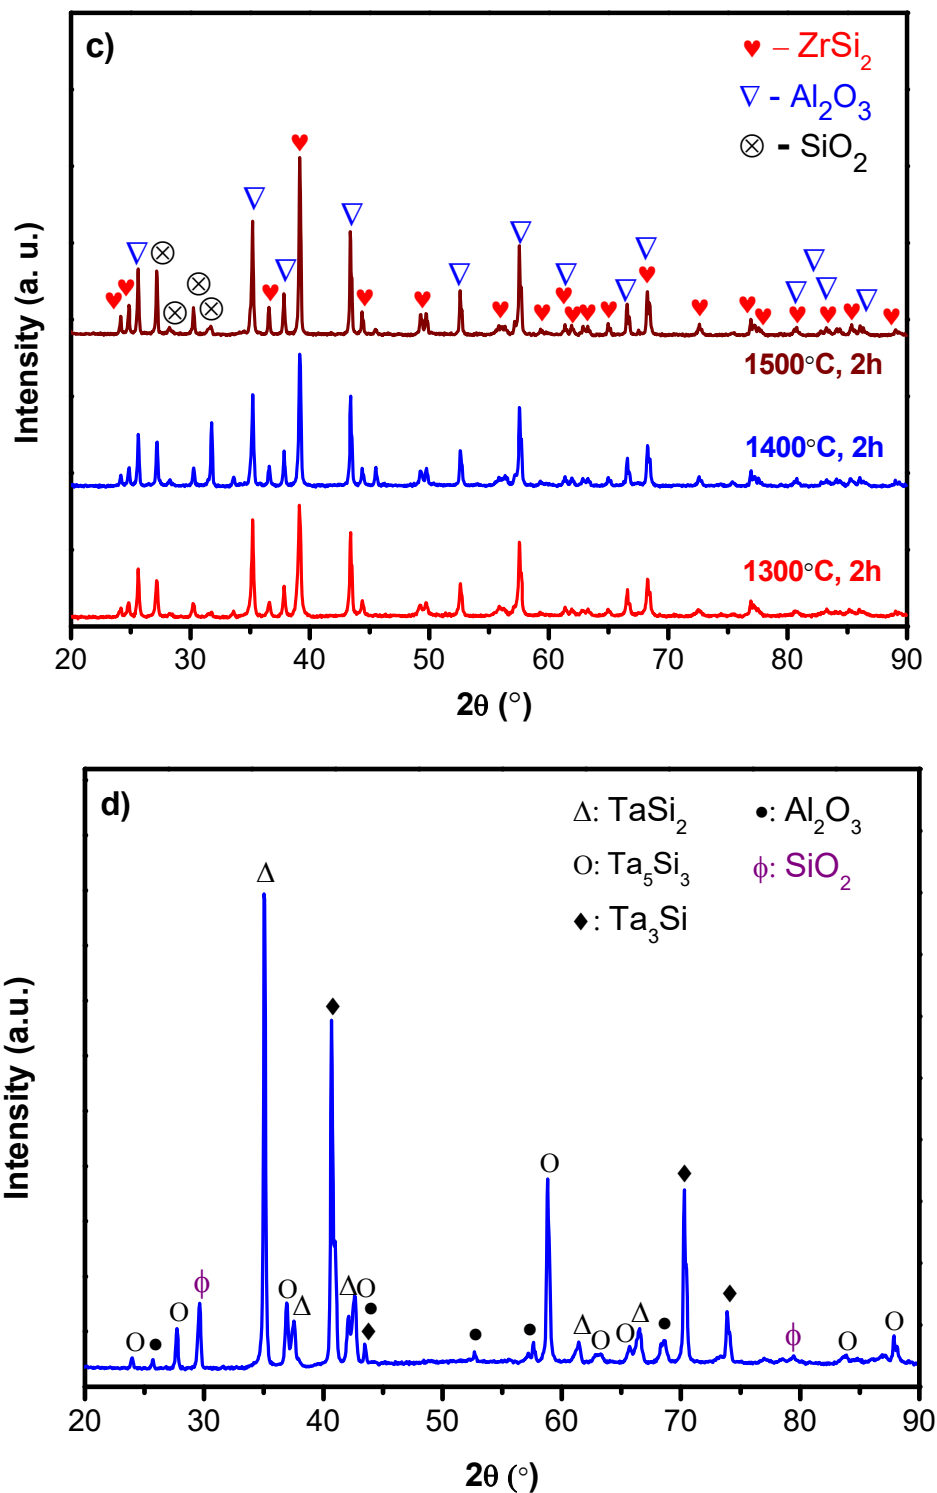 c)
♥ – ZrSi₂
▽ - Al₂O₃
⊗ - SiO₂
Intensity (a. u.)
1500°C, 2h
1400°C, 2h
1300°C, 2h
20 30 40 50 60 70 80 90
2θ (°)
d)
Δ: TaSi₂ ●: Al₂O₃
O: Ta₅Si₃ ϕ: SiO₂
♦: Ta₃Si
Intensity (a.u.)
20 30 40 50 60 70 80 90
2θ (°)